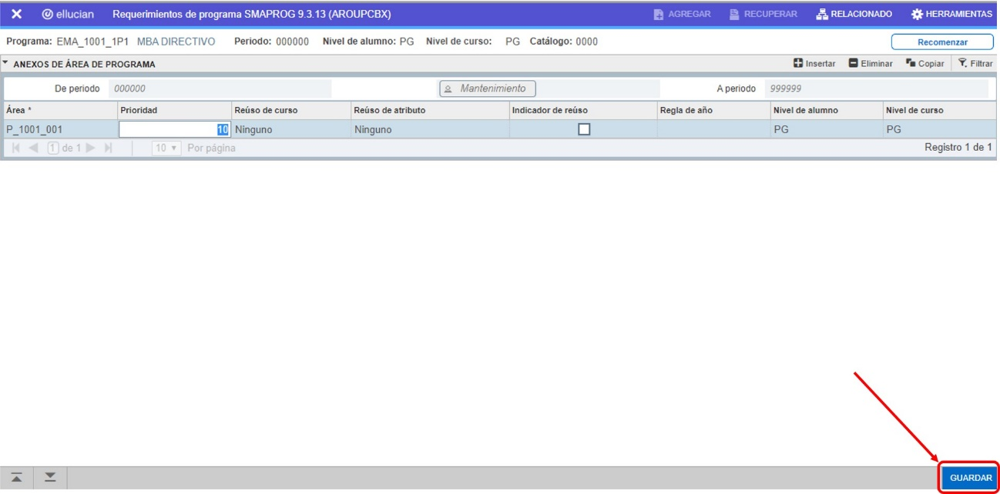 ellucian Requerimientos de programa SMAPROG 9.3.13 (AROUPCBX) AGREGAR RECUPERAR RELACIONADO HERRAMIENTAS
Programa: EMA_1001_1P1 MBA DIRECTIVO Periodo: 000000 Nivel de alumno: PG Nivel de curso: PG Catálogo: 0000 Recomenzar
ANEXOS DE ÁREA DE PROGRAMA Insertar Eliminar Copiar Filtrar
De periodo 000000 Mantenimiento A periodo 999999
Área * Prioridad Reúso de curso Reúso de atributo Indicador de reúso Regla de año Nivel de alumno Nivel de curso
P_1001_001 10 Ninguno Ninguno PG PG
1 de 1 10 Por página Registro 1 de 1
GUARDAR